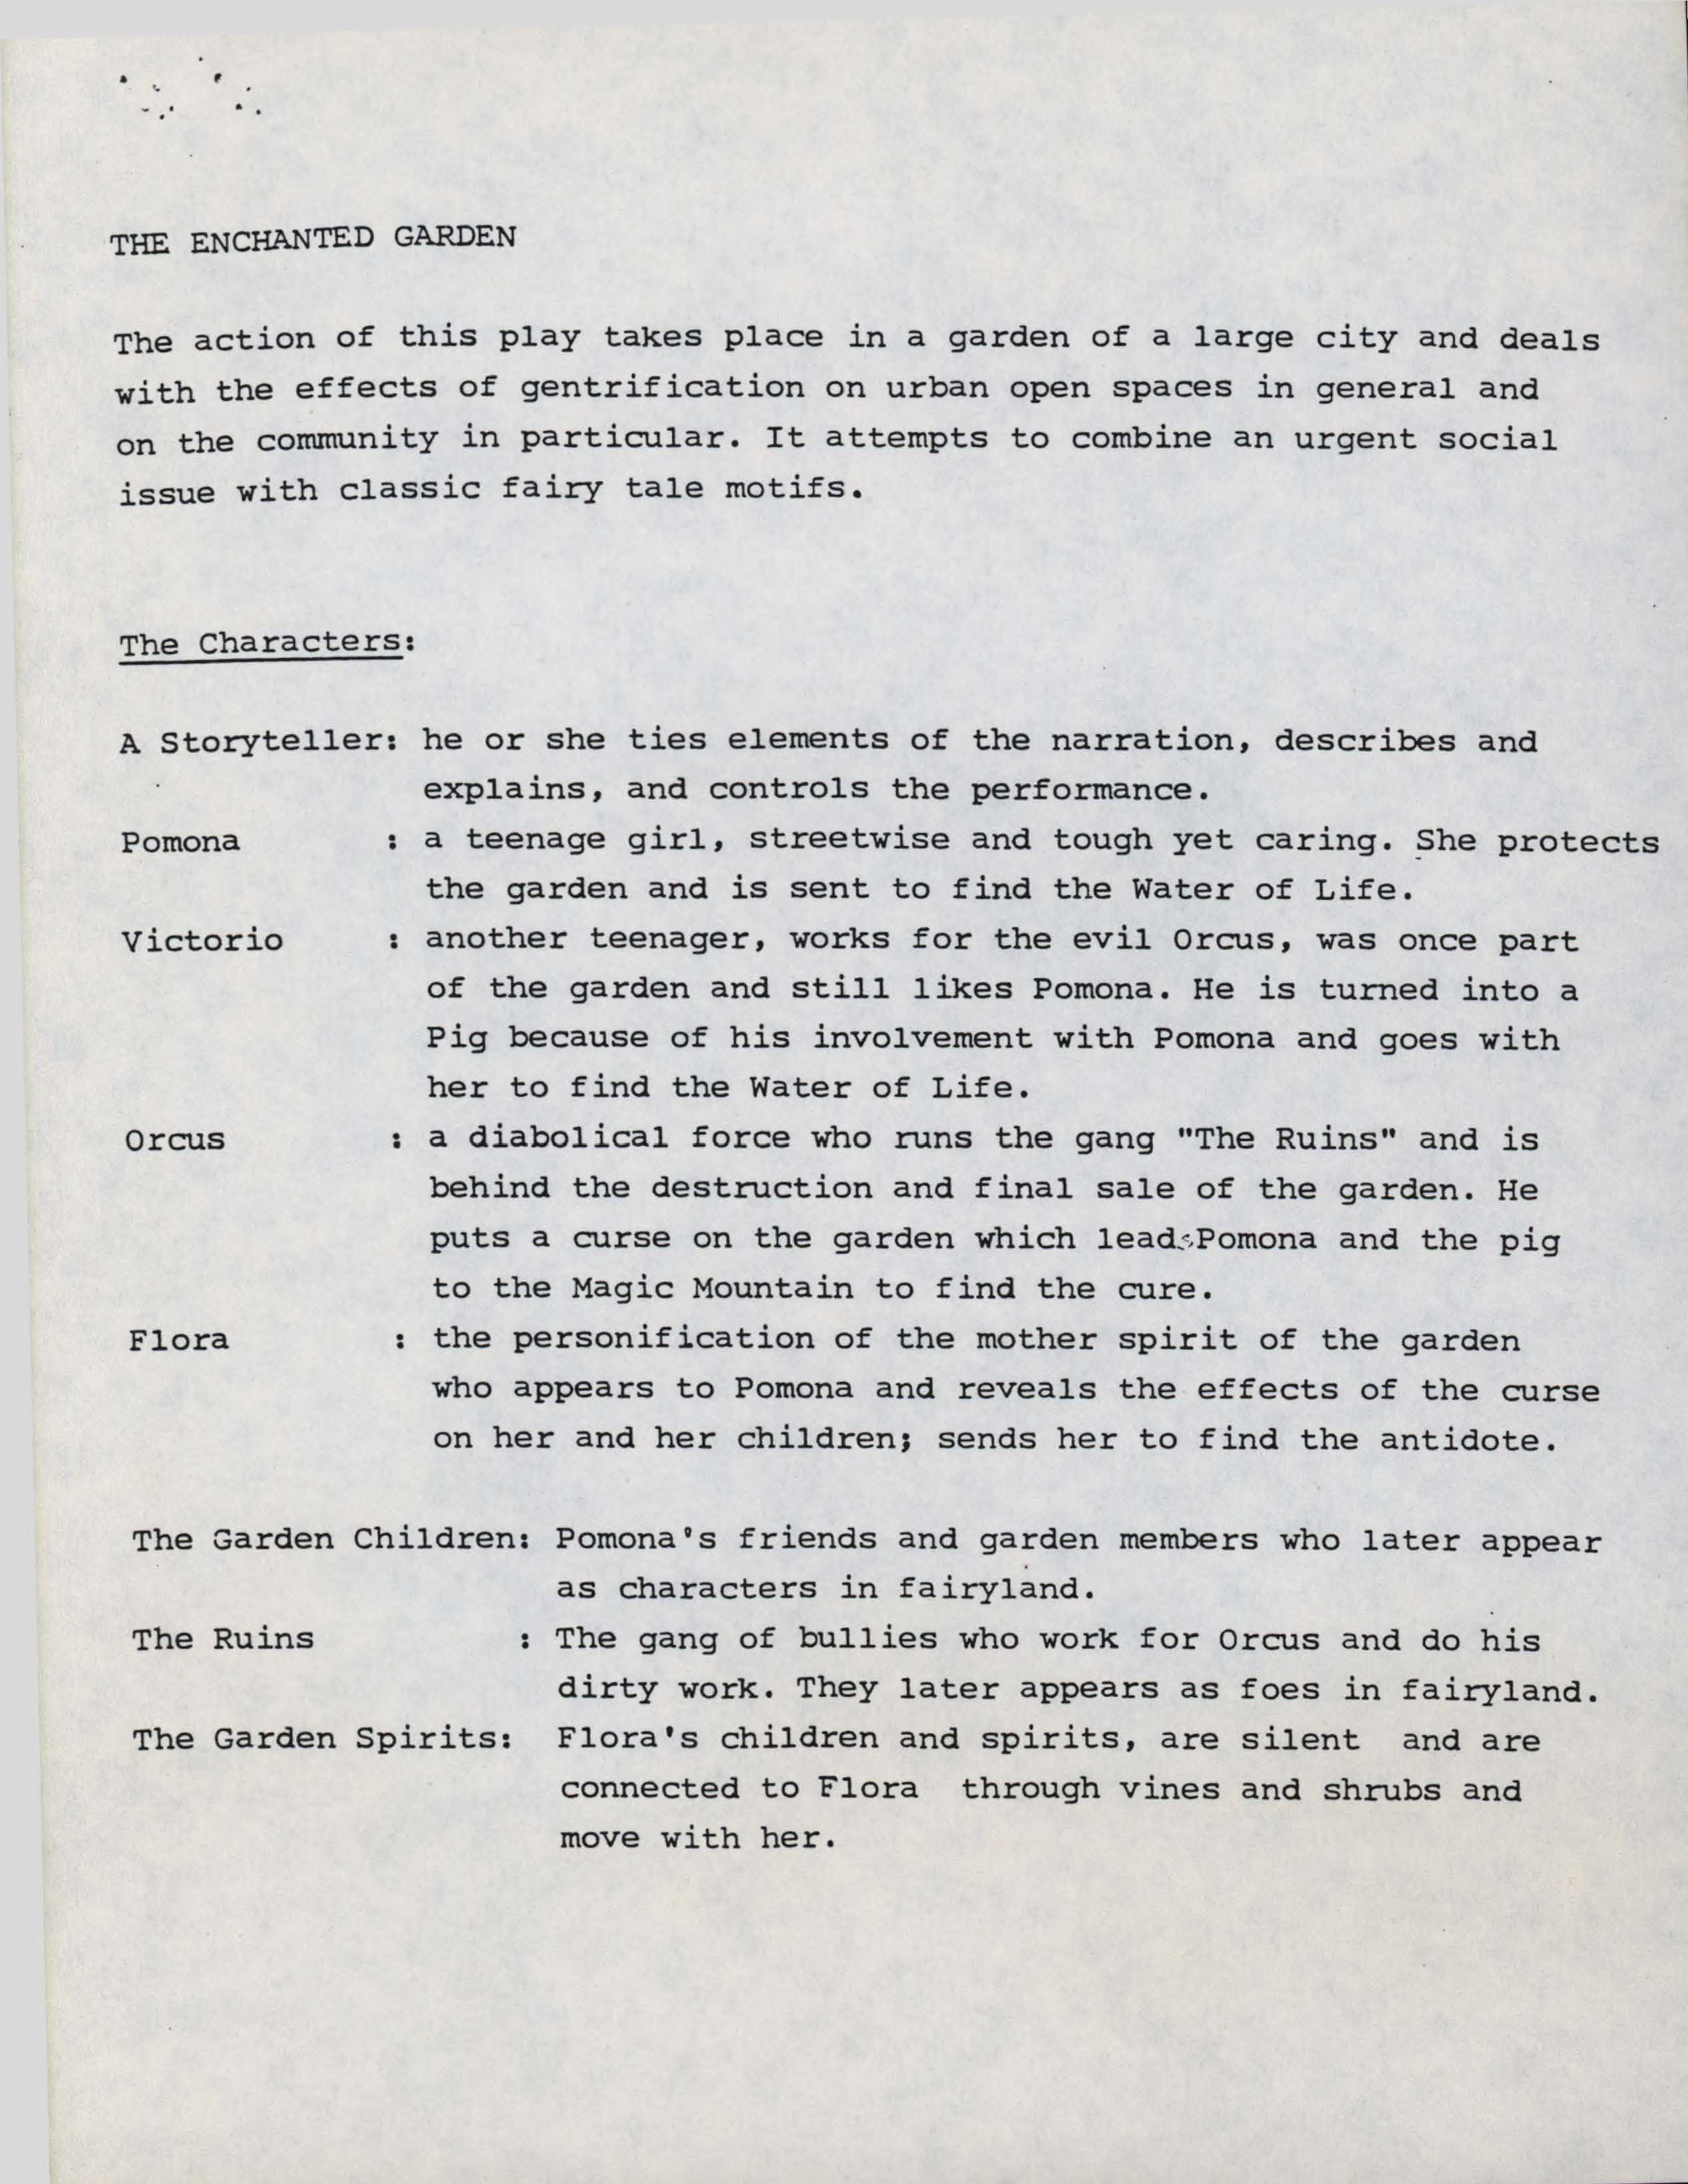 THE ENCHANTED GARDEN
The action of this play takes place in a garden of a large city and deals
with the effects of gentrification on urban open spaces in general and
on the community in particular. It attempts to combine an urgent social
issue with classic fairy tale motifs.
The Characters:
A Storyteller: he or she ties elements of the narration, describes and
explains, and controls the performance.
Pomona : a teenage girl, streetwise and tough yet caring. She protects
the garden and is sent to find the Water of Life.
Victorio : another teenager, works for the evil Orcus, was once part
of the garden and still likes Pomona. He is turned into a
Pig because of his involvement with Pomona and goes with
her to find the Water of Life.
Orcus : a diabolical force who runs the gang "The Ruins" and is
behind the destruction and final sale of the garden. He
puts a curse on the garden which leads Pomona and the pig
to the Magic Mountain to find the cure.
Flora : the personification of the mother spirit of the garden
who appears to Pomona and reveals the effects of the curse
on her and her children; sends her to find the antidote.
The Garden Children: Pomona's friends and garden members who later appear
as characters in fairyland.
The Ruins : The gang of bullies who work for Orcus and do his
dirty work. They later appears as foes in fairyland.
The Garden Spirits: Flora's children and spirits, are silent and are
connected to Flora through vines and shrubs and
move with her.